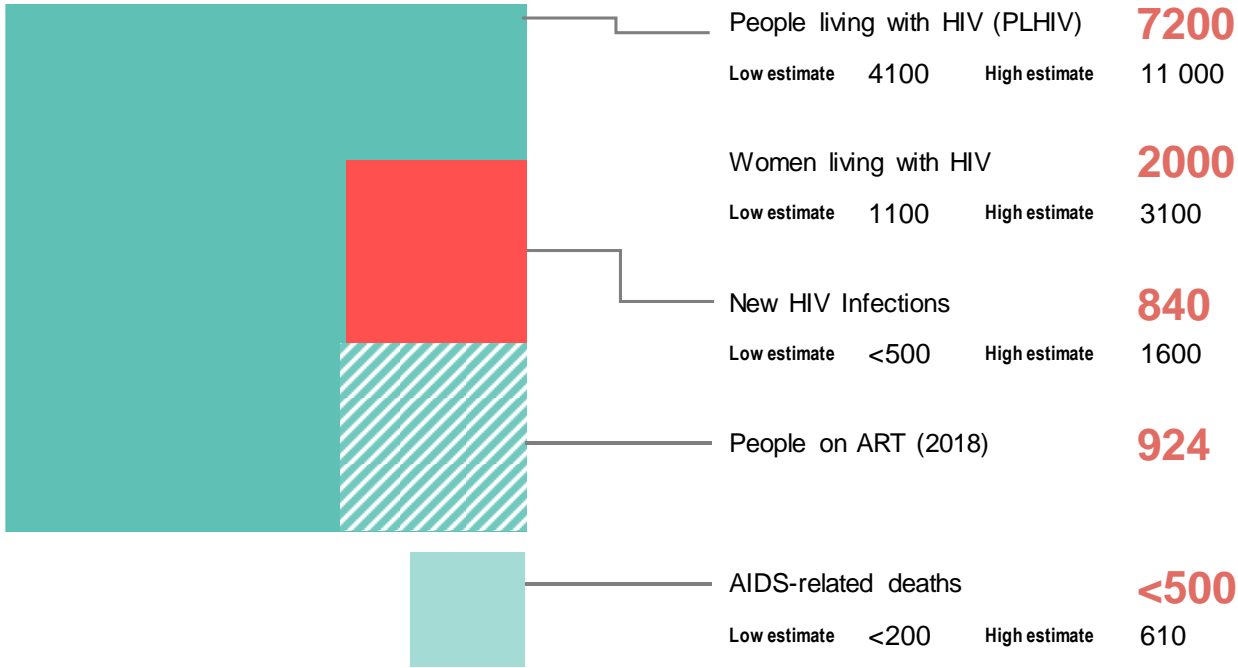 People living with HIV (PLHIV) 7200
Low estimate 4100 High estimate 11 000
Women living with HIV 2000
Low estimate 1100 High estimate 3100
New HIV Infections 840
Low estimate <500 High estimate 1600
People on ART (2018) 924
AIDS-related deaths <500
Low estimate <200 High estimate 610